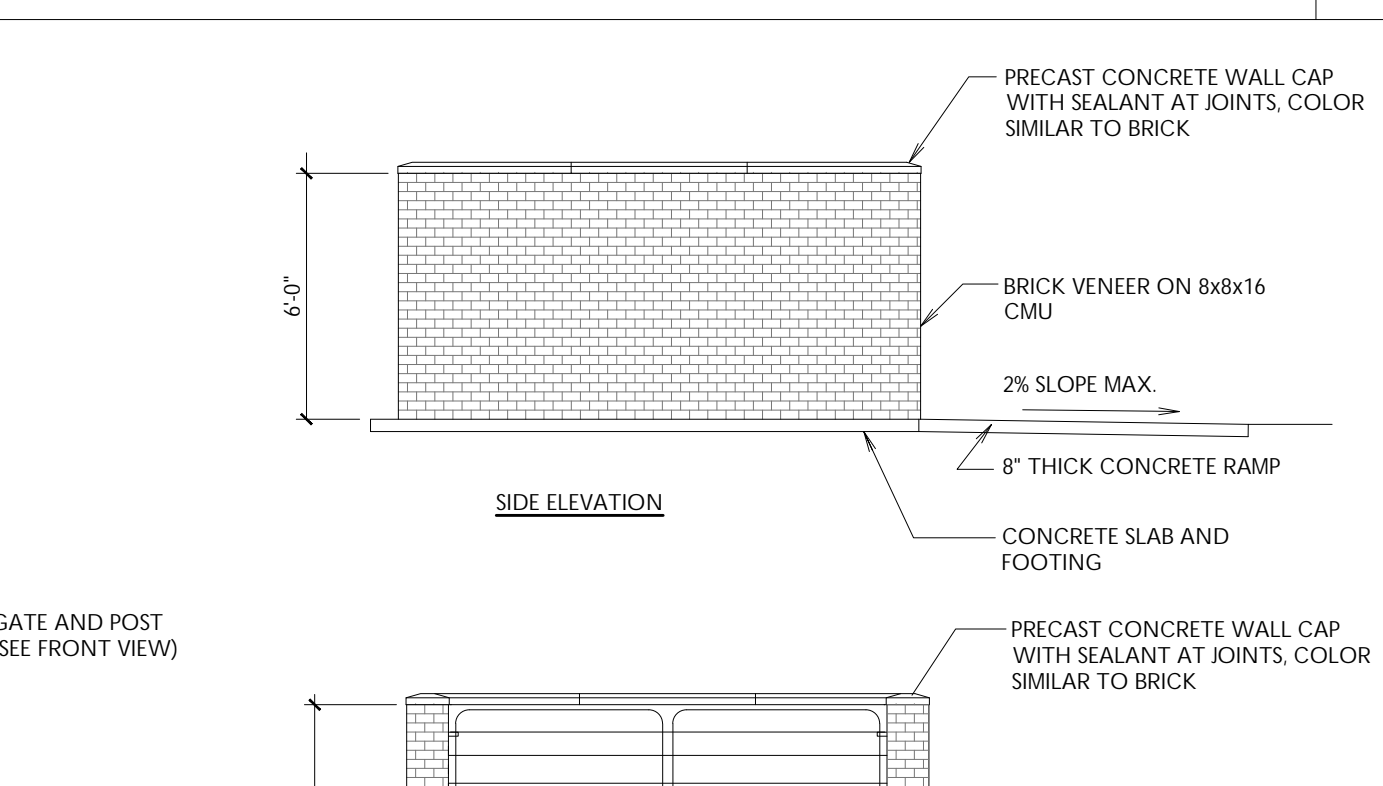 PRECAST CONCRETE WALL CAP
WITH SEALANT AT JOINTS, COLOR
SIMILAR TO BRICK
6'-0"
BRICK VENEER ON 8x8x16
CMU
2% SLOPE MAX.
8" THICK CONCRETE RAMP
SIDE ELEVATION
CONCRETE SLAB AND
FOOTING
GATE AND POST
SEE FRONT VIEW)
PRECAST CONCRETE WALL CAP
WITH SEALANT AT JOINTS, COLOR
SIMILAR TO BRICK